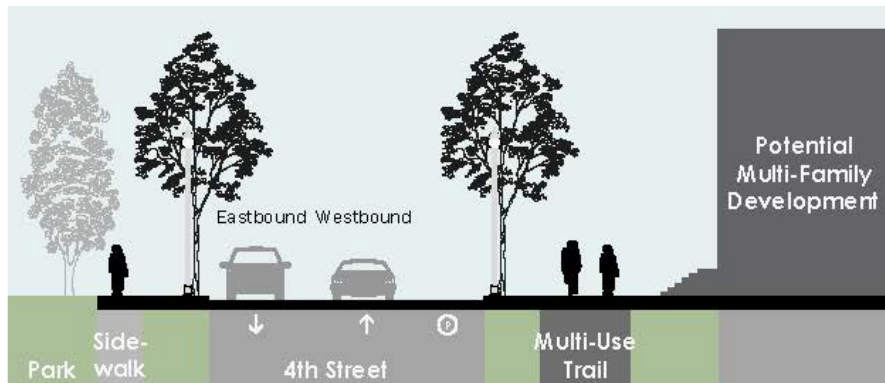 Potential
Multi-Family
Development
Eastbound Westbound
P
Park
Side-
walk
4th Street
Multi-Use
Trail